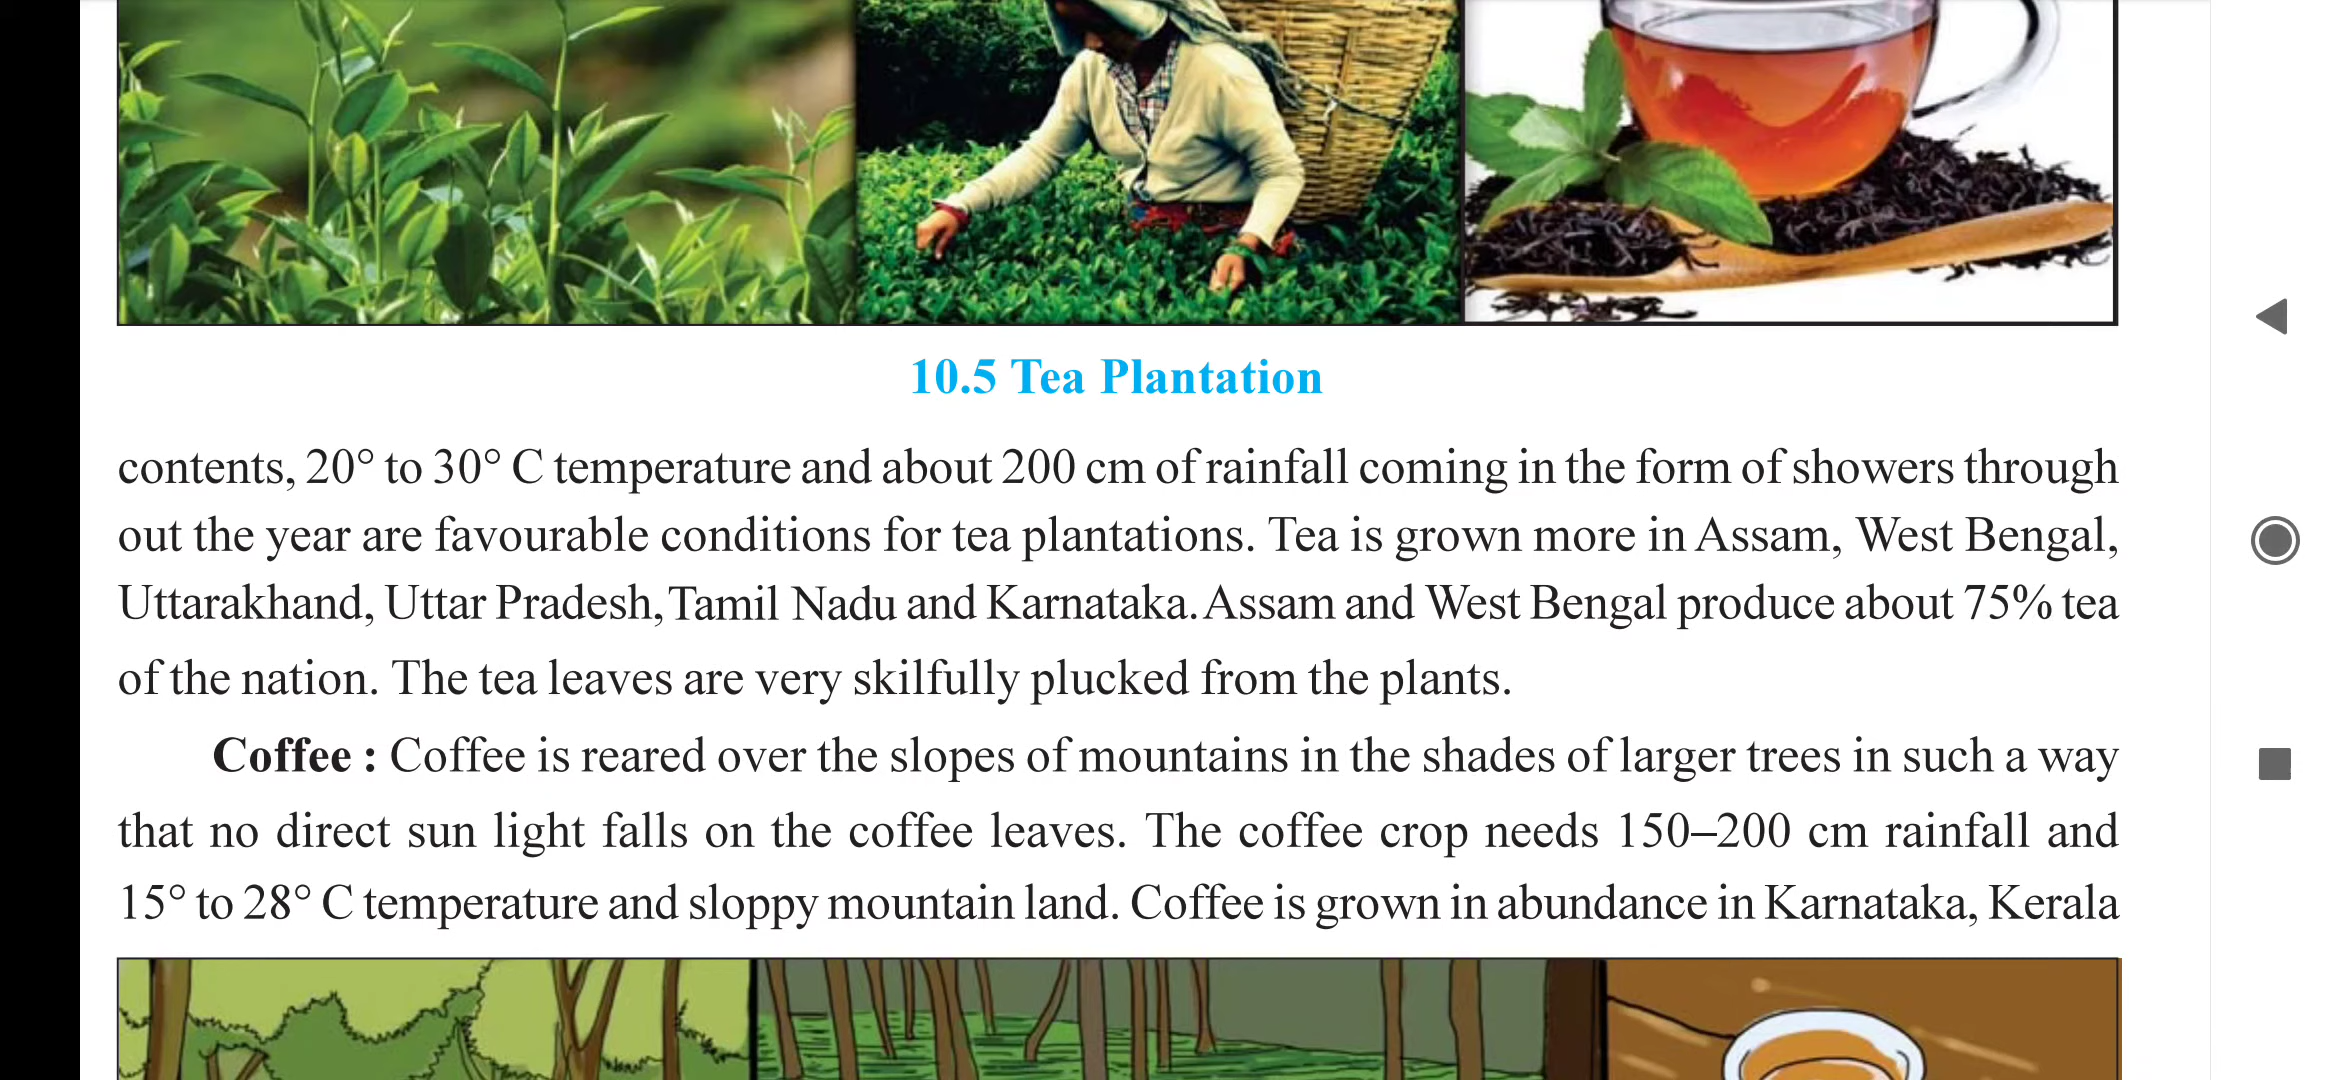 10.5 Tea Plantation
contents, 20° to 30° C temperature and about 200 cm of rainfall coming in the form of showers through
out the year are favourable conditions for tea plantations. Tea is grown more in Assam, West Bengal,
Uttarakhand, Uttar Pradesh, Tamil Nadu and Karnataka. Assam and West Bengal produce about 75% tea
of the nation. The tea leaves are very skilfully plucked from the plants.
Coffee : Coffee is reared over the slopes of mountains in the shades of larger trees in such a way
that no direct sun light falls on the coffee leaves. The coffee crop needs 150–200 cm rainfall and
15° to 28° C temperature and sloppy mountain land. Coffee is grown in abundance in Karnataka, Kerala